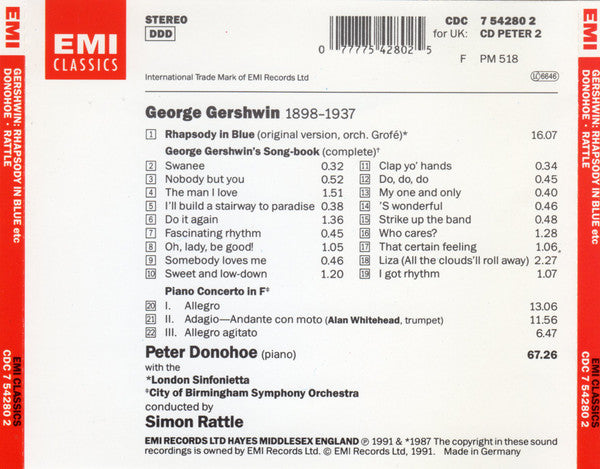 EMI
GERSHWIN: RHAPSODY IN BLUE etc
DONOHOE · RATTLE
EMI CLASSICS
CDC 7 54280 2
EMI
CLASSICS
STEREO
DDD
0 77775 42802 5
CDC 7 54280 2
for UK: CD PETER 2
F PM 518
International Trade Mark of EMI Records Ltd
LC 6646
George Gershwin 1898–1937
1 Rhapsody in Blue (original version, orch. Grofé)* 16.07
George Gershwin's Song-book (complete)†
2 Swanee 0.32
3 Nobody but you 0.52
4 The man I love 1.51
5 I'll build a stairway to paradise 0.38
6 Do it again 1.36
7 Fascinating rhythm 0.45
8 Oh, lady, be good! 1.05
9 Somebody loves me 0.46
10 Sweet and low-down 1.20
11 Clap yo' hands 0.34
12 Do, do, do 0.45
13 My one and only 0.40
14 'S wonderful 0.46
15 Strike up the band 0.48
16 Who cares? 1.28
17 That certain feeling 1.06
18 Liza (All the clouds'll roll away) 2.27
19 I got rhythm 1.07
Piano Concerto in F‡
20 I. Allegro 13.06
21 II. Adagio—Andante con moto (Alan Whitehead, trumpet) 11.56
22 III. Allegro agitato 6.47
Peter Donohoe (piano) 67.26
with the
*London Sinfonietta
‡City of Birmingham Symphony Orchestra
conducted by
Simon Rattle
EMI RECORDS LTD HAYES MIDDLESEX ENGLAND ℗ 1991 & *1987 The copyright in these sound
recordings is owned by EMI Records Ltd. © EMI Records Ltd, 1991. Made in Germany
EMI
GERSHWIN: RHAPSODY IN BLUE etc
DONOHOE · RATTLE
EMI CLASSICS
CDC 7 54280 2